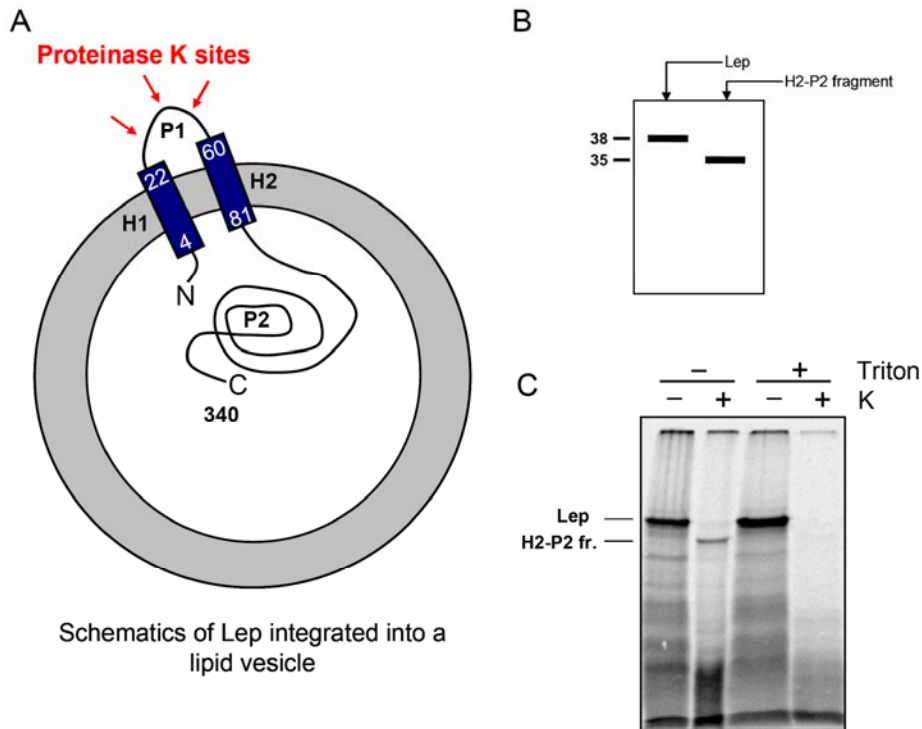 A
Proteinase K sites
P1
22
60
H1
H2
4
81
N
P2
C
340
Schematics of Lep integrated into a
lipid vesicle
B
Lep
H2-P2 fragment
38
35
C
– + Triton
– + – + K
Lep
H2-P2 fr.